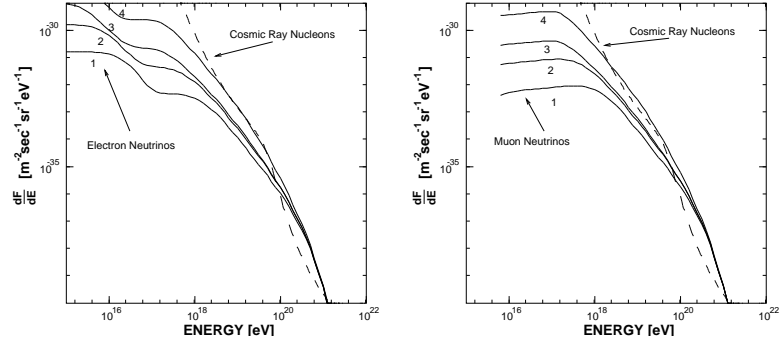 dF
dE [m-2sec-1sr-1eV-1]
10-30
10-35
4
3
2
1
Cosmic Ray Nucleons
Electron Neutrinos
10^16 10^18 10^20 10^22
ENERGY [eV]
dF
dE [m-2sec-1sr-1eV-1]
10-30
10-35
4
3
2
1
Cosmic Ray Nucleons
Muon Neutrinos
10^16 10^18 10^20 10^22
ENERGY [eV]